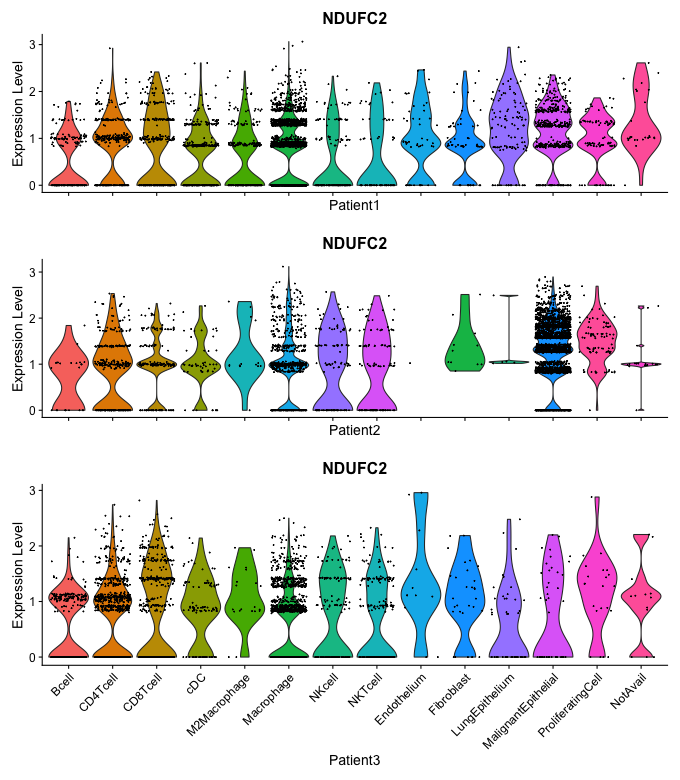 NDUFC2
Expression Level
3
2
1
0
Patient1
NDUFC2
Expression Level
3
2
1
0
Patient2
NDUFC2
Expression Level
3
2
1
0
Bcell
CD4Tcell
CD8Tcell
cDC
M2Macrophage
Macrophage
NKcell
NKTcell
Endothelium
Fibroblast
LungEpithelium
MalignantEpithelial
ProliferatingCell
NotAvail
Patient3